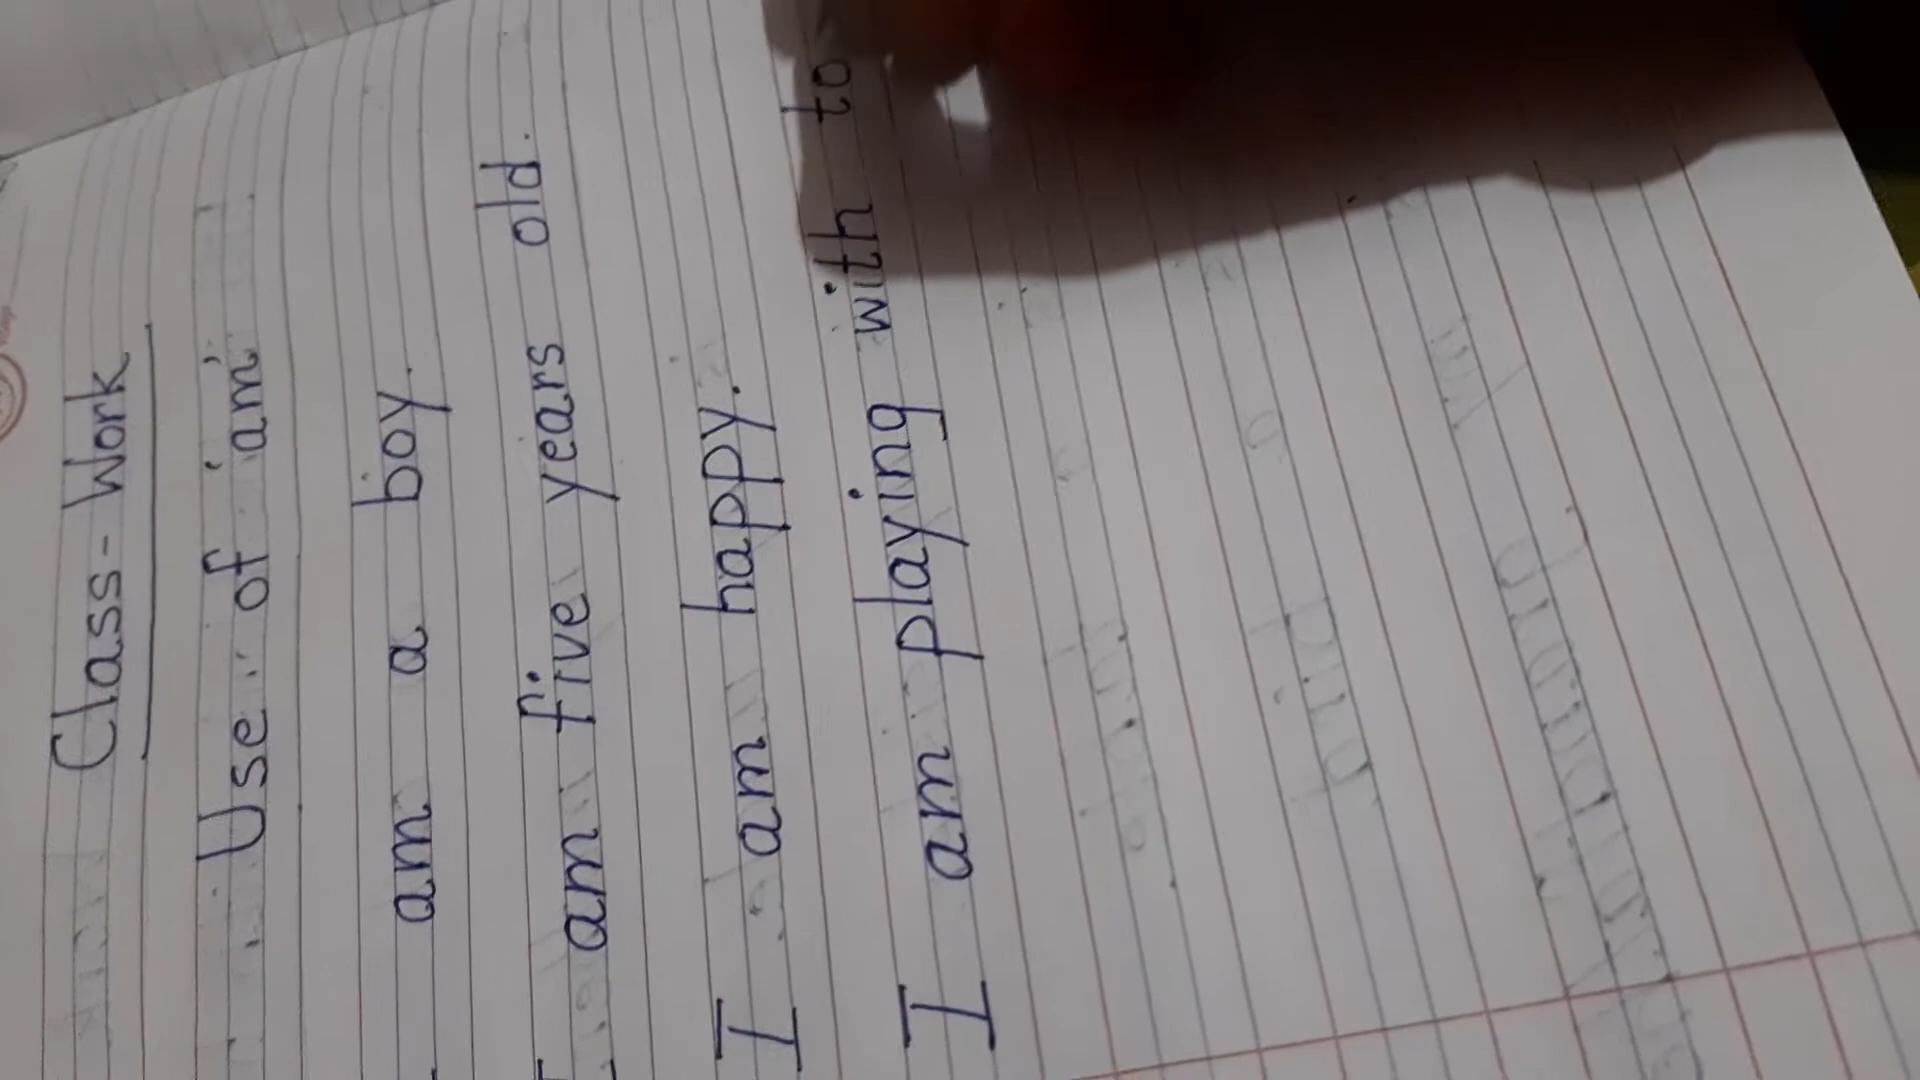 Class-Work
Use of 'am'
am a boy.
I am five years old.
I am happy.
I am playing with to